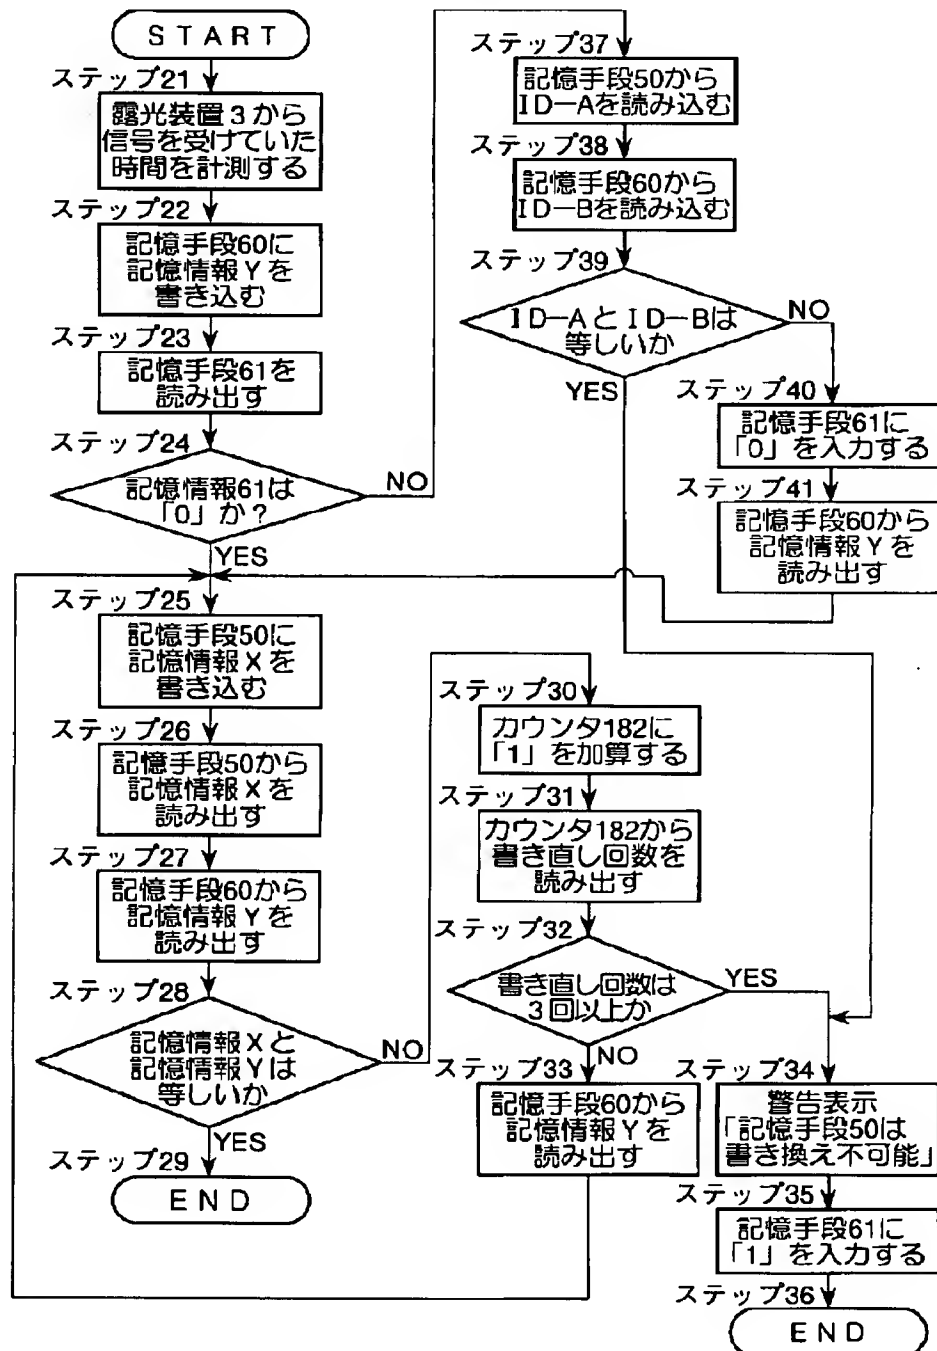 START
ステップ21
露光装置3から
信号を受けていた
時間を計測する
ステップ22
記憶手段60に
記憶情報Yを
書き込む
ステップ23
記憶手段61を
読み出す
ステップ24
記憶情報61は
「0」か?
NO
YES
ステップ25
記憶手段50に
記憶情報Xを
書き込む
ステップ26
記憶手段50から
記憶情報Xを
読み出す
ステップ27
記憶手段60から
記憶情報Yを
読み出す
ステップ28
記憶情報Xと
記憶情報Yは
等しいか
NO
YES
ステップ29
END
ステップ30
カウンタ182に
「1」を加算する
ステップ31
カウンタ182から
書き直し回数を
読み出す
ステップ32
書き直し回数は
3回以上か
YES
NO
ステップ33
記憶手段60から
記憶情報Yを
読み出す
ステップ34
警告表示
「記憶手段50は
書き換え不可能」
ステップ35
記憶手段61に
「1」を入力する
ステップ36
END
ステップ37
記憶手段50から
ID−Aを読み込む
ステップ38
記憶手段60から
ID−Bを読み込む
ステップ39
ID−AとID−Bは
等しいか
NO
YES
ステップ40
記憶手段61に
「0」を入力する
ステップ41
記憶手段60から
記憶情報Yを
読み出す